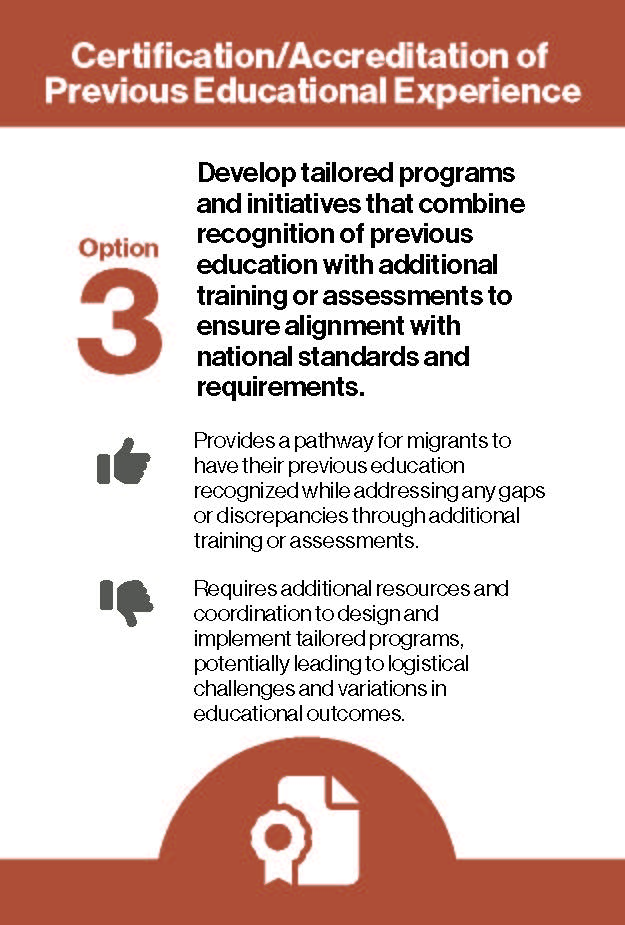 Certification/Accreditation of
Previous Educational Experience
Option
3
Develop tailored programs
and initiatives that combine
recognition of previous
education with additional
training or assessments to
ensure alignment with
national standards and
requirements.
Provides a pathway for migrants to
have their previous education
recognized while addressing any gaps
or discrepancies through additional
training or assessments.
Requires additional resources and
coordination to design and
implement tailored programs,
potentially leading to logistical
challenges and variations in
educational outcomes.